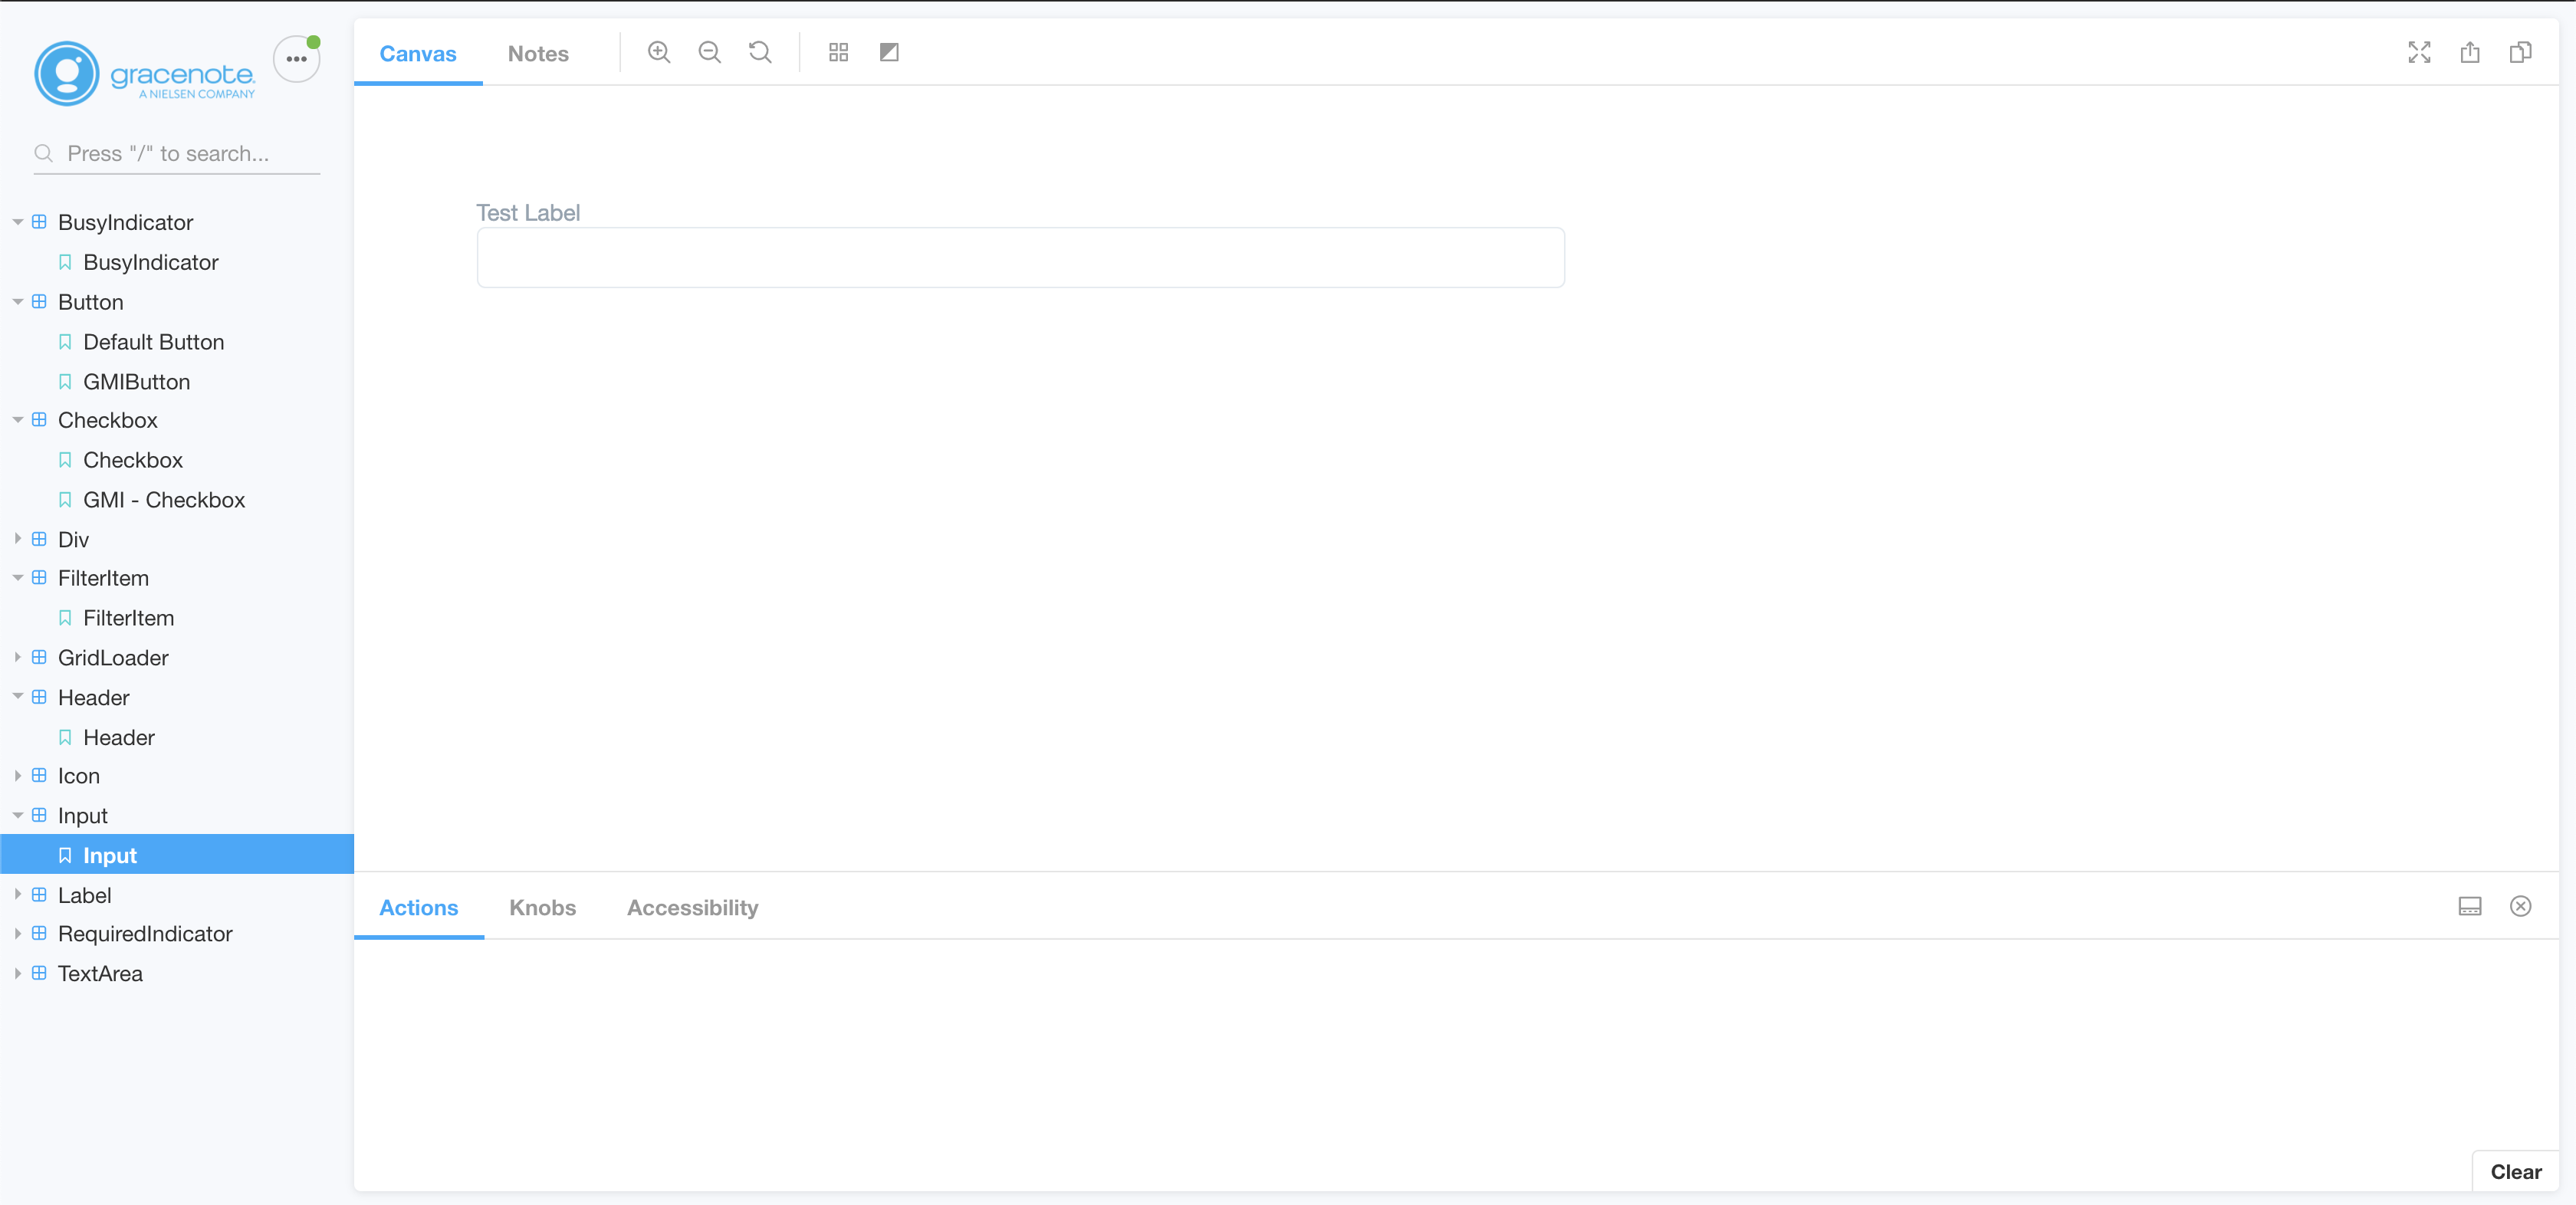 gracenote.
A NIELSEN COMPANY
Press "/" to search...
BusyIndicator
BusyIndicator
Button
Default Button
GMIButton
Checkbox
Checkbox
GMI - Checkbox
Div
FilterItem
FilterItem
GridLoader
Header
Header
Icon
Input
Input
Label
RequiredIndicator
TextArea
Canvas Notes
Test Label
Actions Knobs Accessibility
Clear